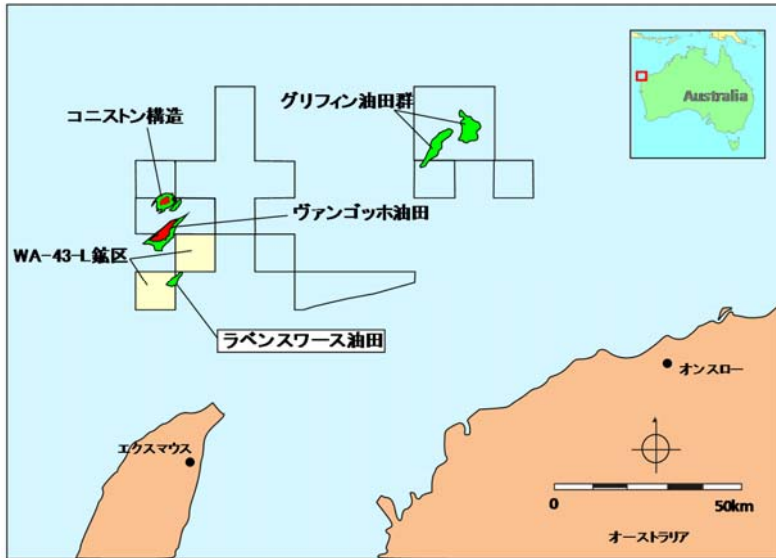 グリフィン油田群
コニストン構造
Australia
ヴァンゴッホ油田
WA-43-L鉱区
ラベンスワース油田
オンスロー
エクスマウス
0
50km
オーストラリア